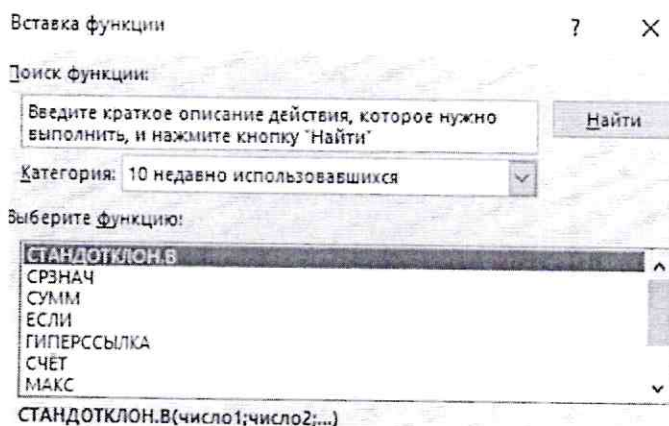 Вставка функции ? ×
Поиск функции:
Введите краткое описание действия, которое нужно
выполнить, и нажмите кнопку "Найти"
Найти
Категория: 10 недавно использовавшихся
Выберите функцию:
СТАНДОТКЛОН.В
СРЗНАЧ
СУММ
ЕСЛИ
ГИПЕРССЫЛКА
СЧЁТ
МАКС
СТАНДОТКЛОН.В(число1;число2;...)